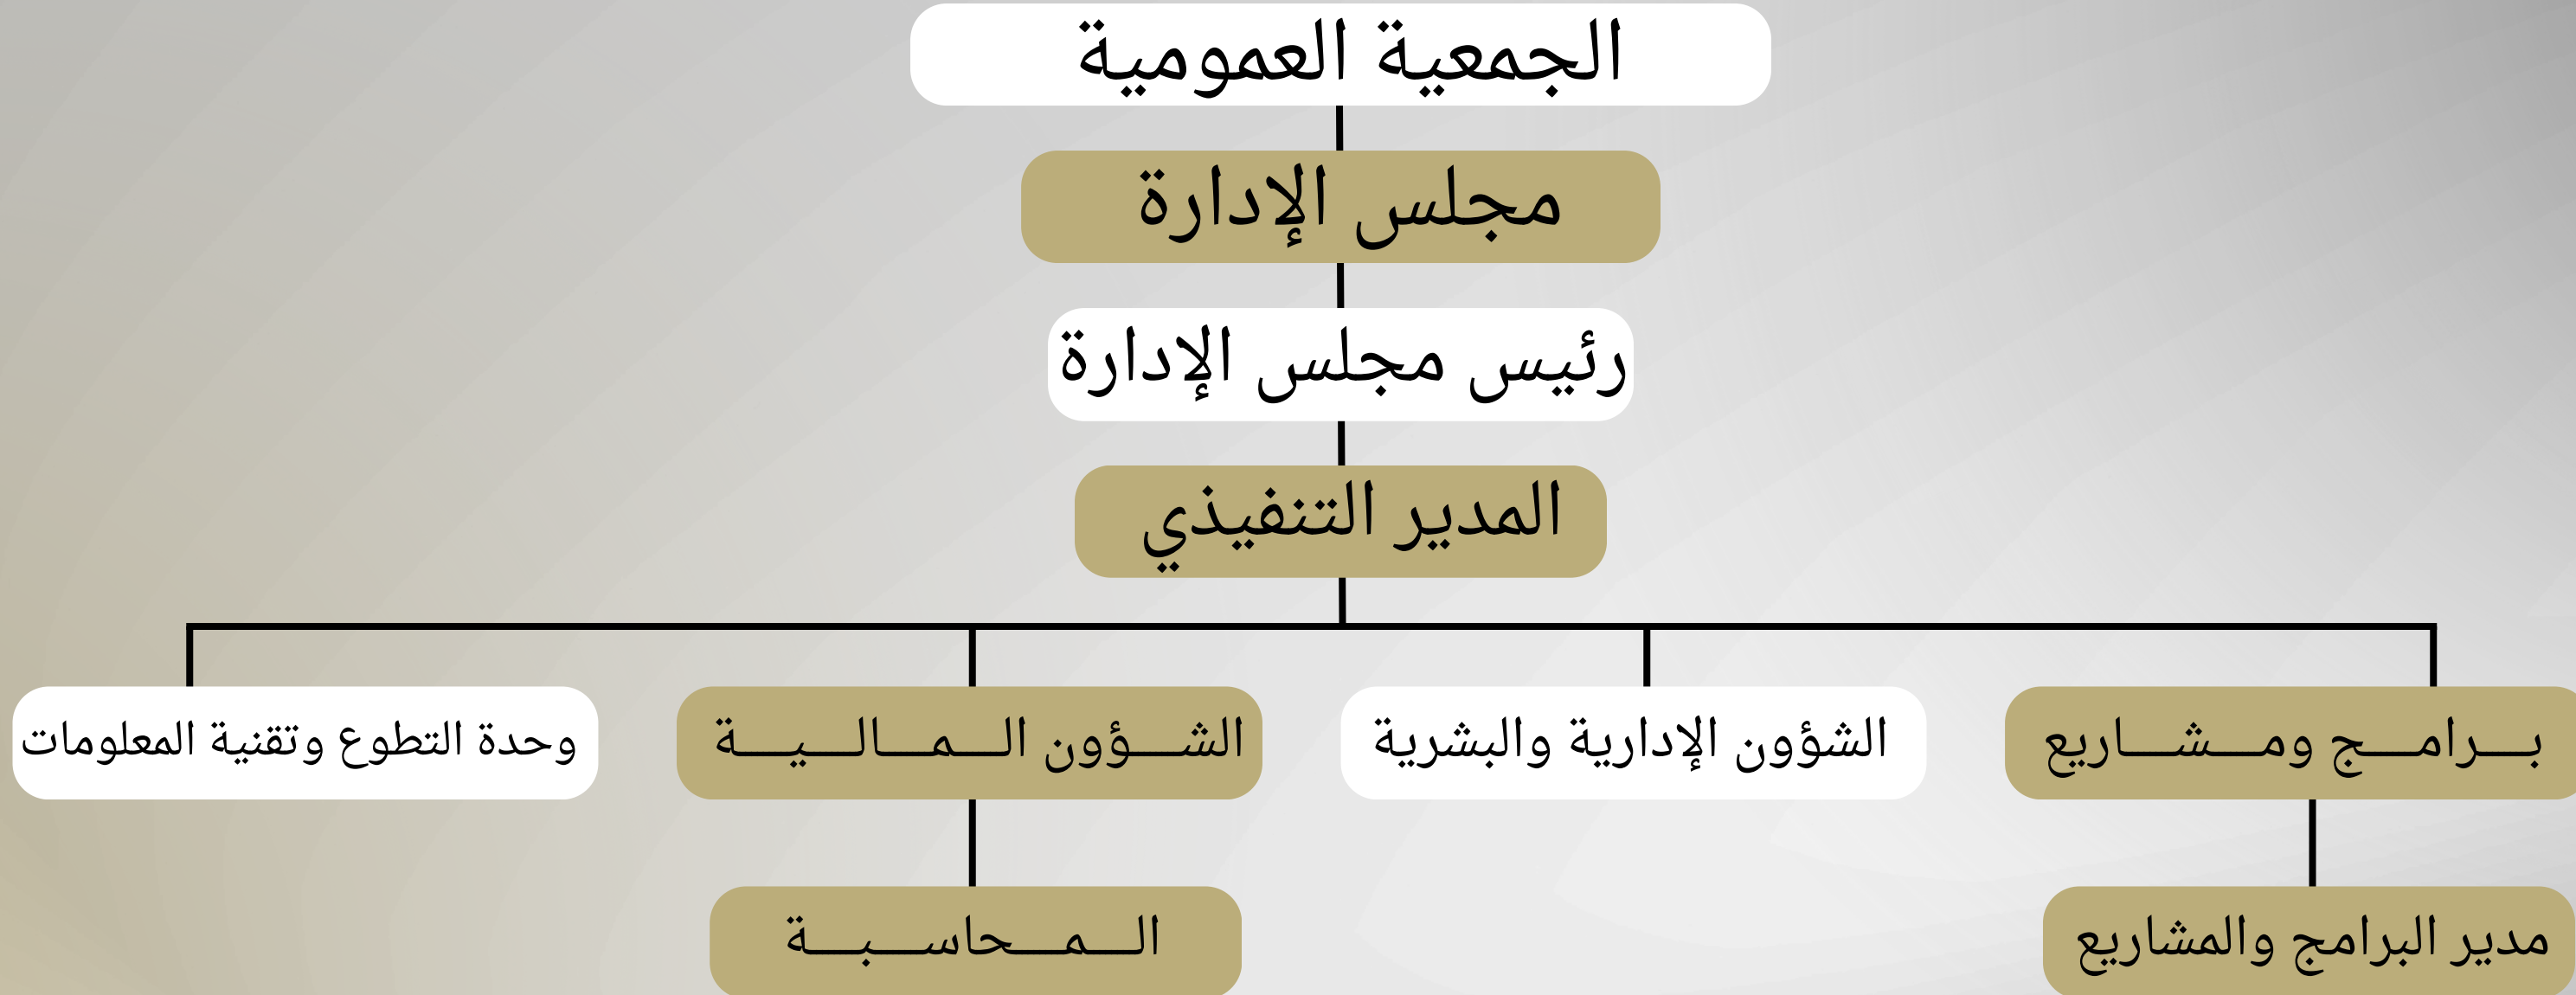 الجمعية العمومية
مجلس الإدارة
رئيس مجلس الإدارة
المدير التنفيذي
بـــرامـــج ومـــشـــاريع
الشؤون الإدارية والبشرية
الشـــؤون الـــمـــالـــيـــة
وحدة التطوع وتقنية المعلومات
مدير البرامج والمشاريع
الـــمـــحاســـبـــة